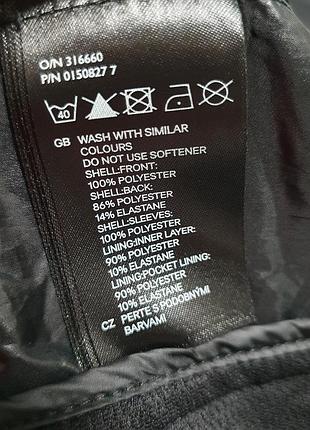 O/N 316660
P/N 0150827 7
40
GB WASH WITH SIMILAR
COLOURS
DO NOT USE SOFTENER
SHELL:FRONT:
100% POLYESTER
SHELL:BACK:
86% POLYESTER
14% ELASTANE
SHELL:SLEEVES:
100% POLYESTER
LINING:INNER LAYER:
90% POLYESTER
10% ELASTANE
LINING:POCKET LINING:
90% POLYESTER
10% ELASTANE
CZ PERTE S PODOBNÝMI
BARVAMI